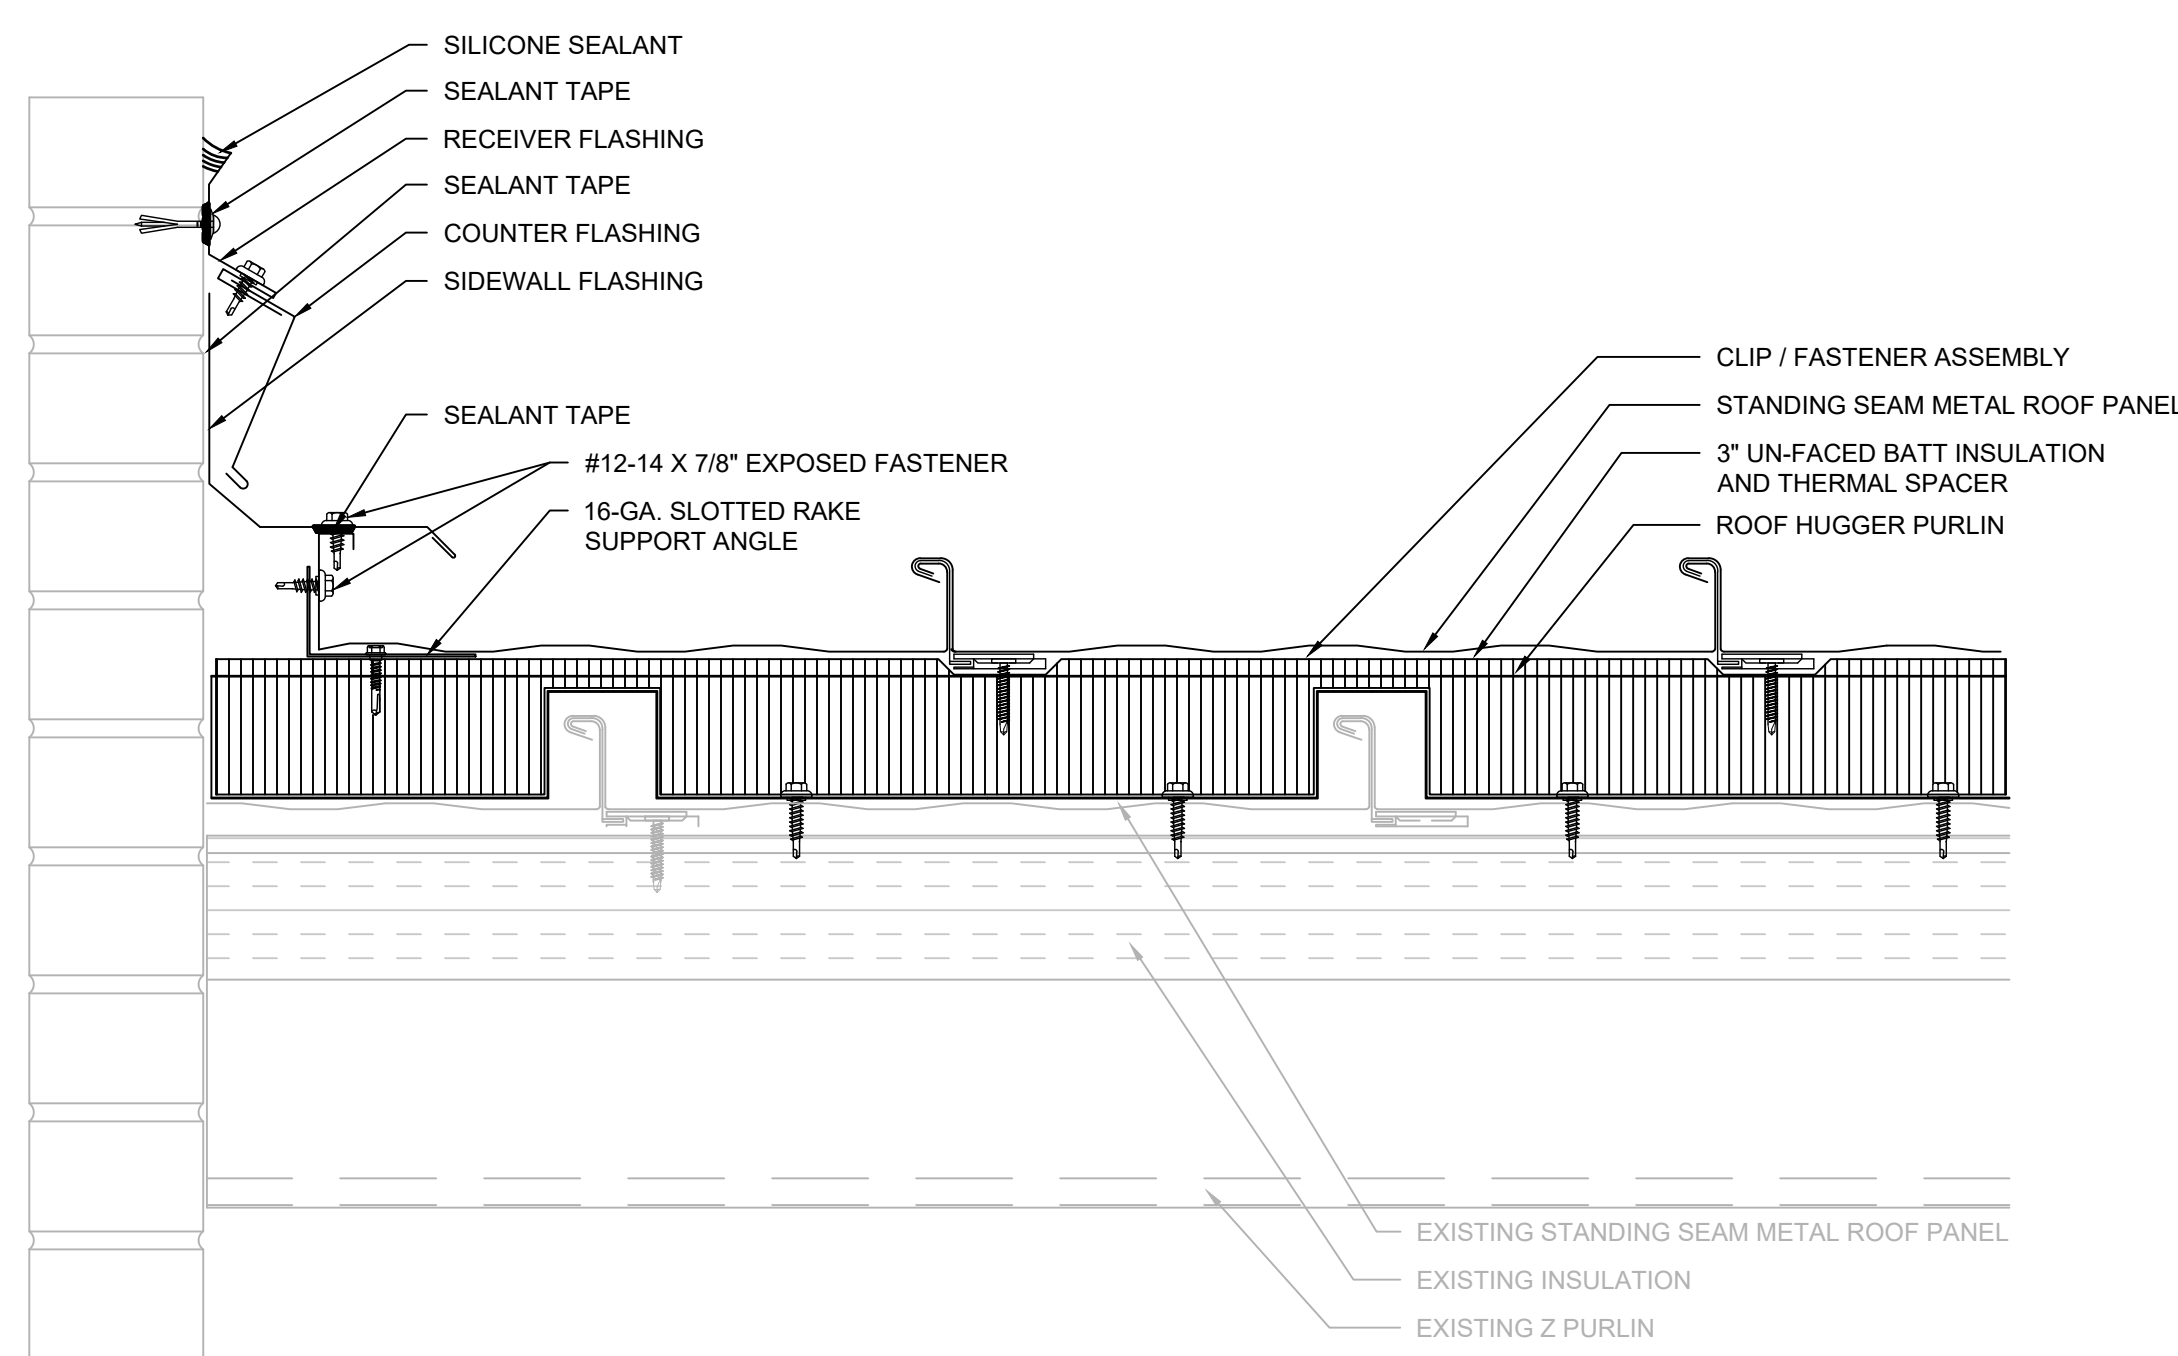 SILICONE SEALANT
SEALANT TAPE
RECEIVER FLASHING
SEALANT TAPE
COUNTER FLASHING
SIDEWALL FLASHING
SEALANT TAPE
#12-14 X 7/8" EXPOSED FASTENER
16-GA. SLOTTED RAKE
SUPPORT ANGLE
CLIP / FASTENER ASSEMBLY
STANDING SEAM METAL ROOF PANEL
3" UN-FACED BATT INSULATION
AND THERMAL SPACER
ROOF HUGGER PURLIN
EXISTING STANDING SEAM METAL ROOF PANEL
EXISTING INSULATION
EXISTING Z PURLIN